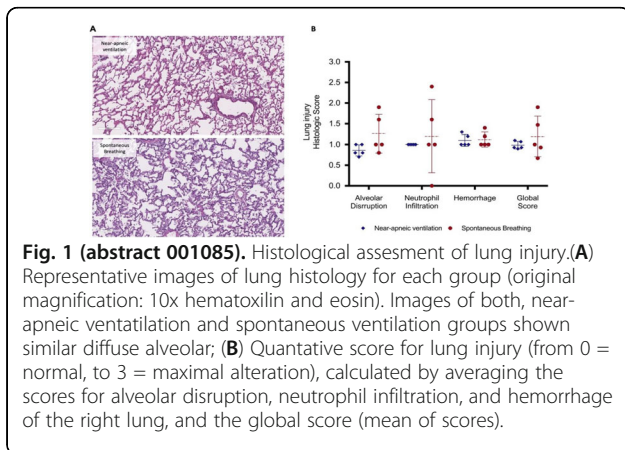 A
B
Near-apneic
ventilation
Spontaneous
Breathing
Lung injury
Histologic Score
3.0
2.5
2.0
1.5
1.0
0.5
0.0
Alveolar
Disrruption
Neutrophil
Infiltration
Hemorrhage
Global
Score
Near-apneic ventilation
Spontaneous Breathing
Fig. 1 (abstract 001085). Histological assesment of lung injury.(A)
Representative images of lung histology for each group (original
magnification: 10x hematoxilin and eosin). Images of both, near-
apneic ventatilation and spontaneous ventilation groups shown
similar diffuse alveolar; (B) Quantative score for lung injury (from 0 =
normal, to 3 = maximal alteration), calculated by averaging the
scores for alveolar disruption, neutrophil infiltration, and hemorrhage
of the right lung, and the global score (mean of scores).